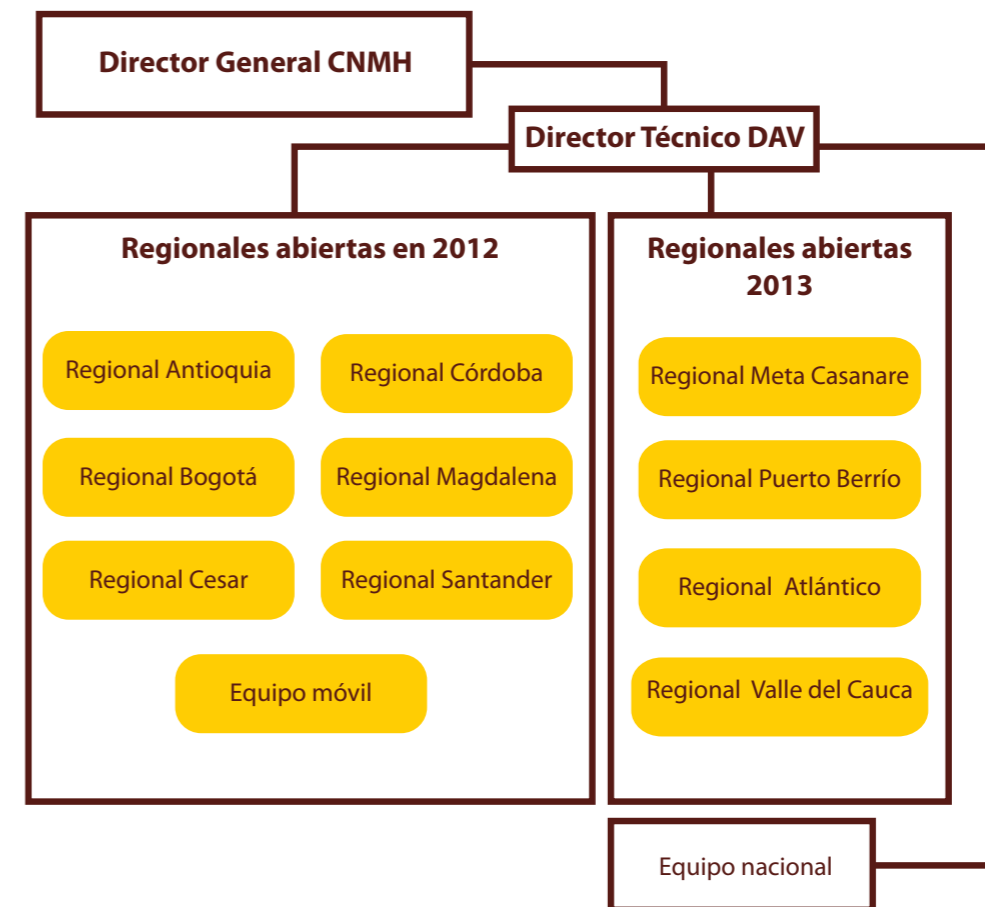 Director General CNMH
Director Técnico DAV
Regionales abiertas en 2012
Regional Antioquia
Regional Córdoba
Regional Bogotá
Regional Magdalena
Regional Cesar
Regional Santander
Equipo móvil
Regionales abiertas
2013
Regional Meta Casanare
Regional Puerto Berrío
Regional Atlántico
Regional Valle del Cauca
Equipo nacional